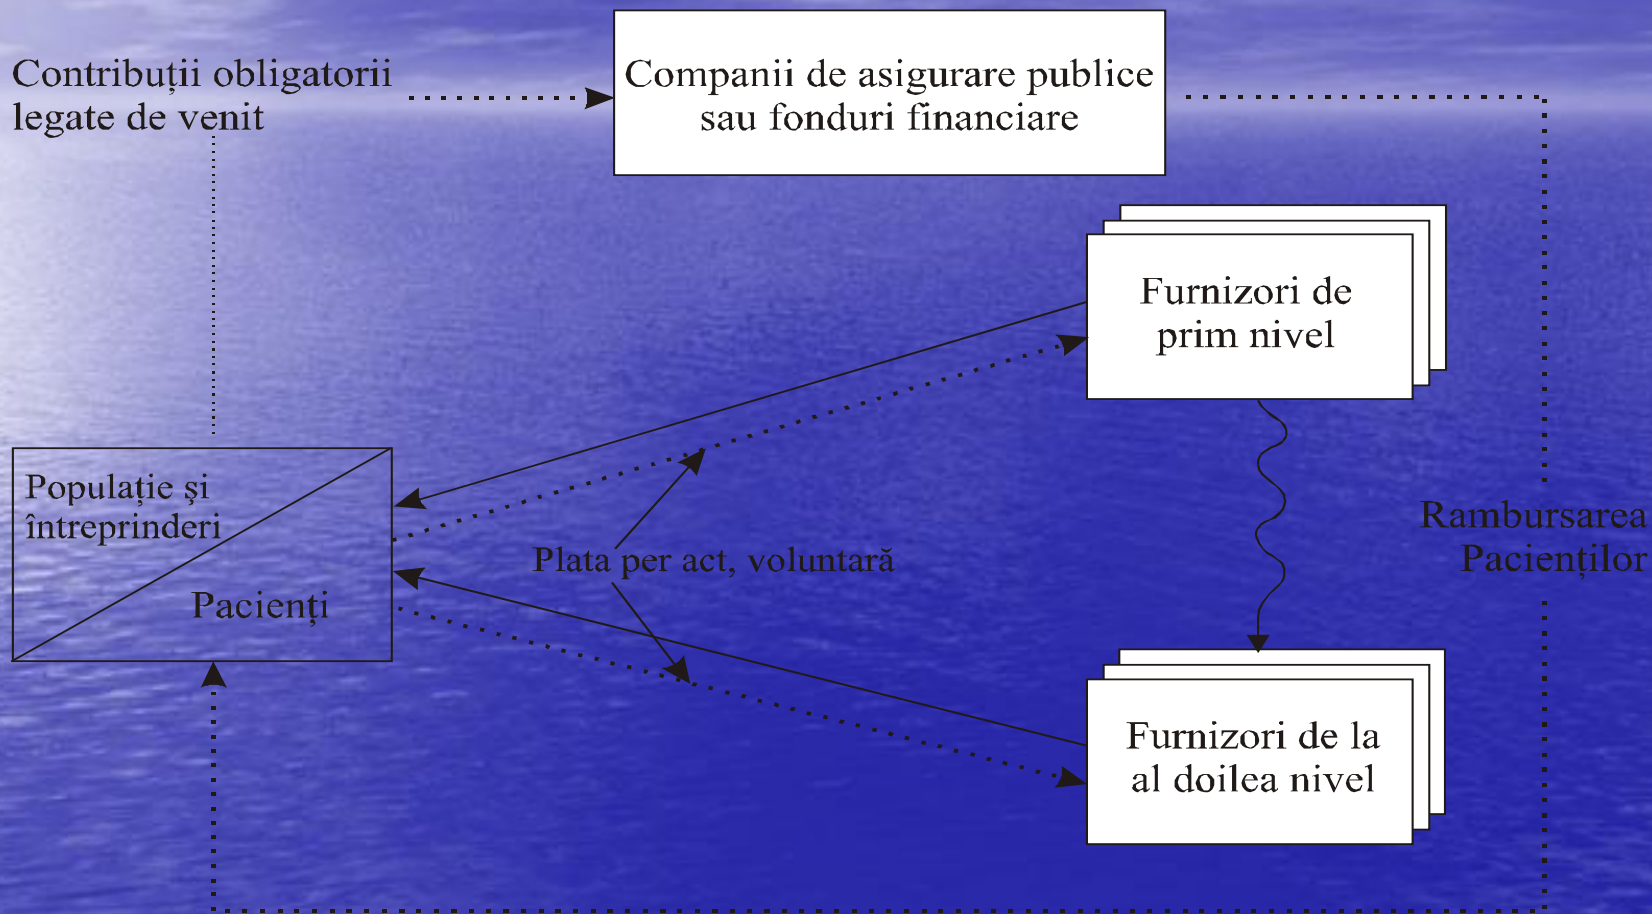 Contribuții obligatorii
legate de venit
Companii de asigurare publice
sau fonduri financiare
Furnizori de
prim nivel
Populație şi
întreprinderi
Pacienți
Plata per act, voluntară
Rambursarea
Pacienților
Furnizori de la
al doilea nivel